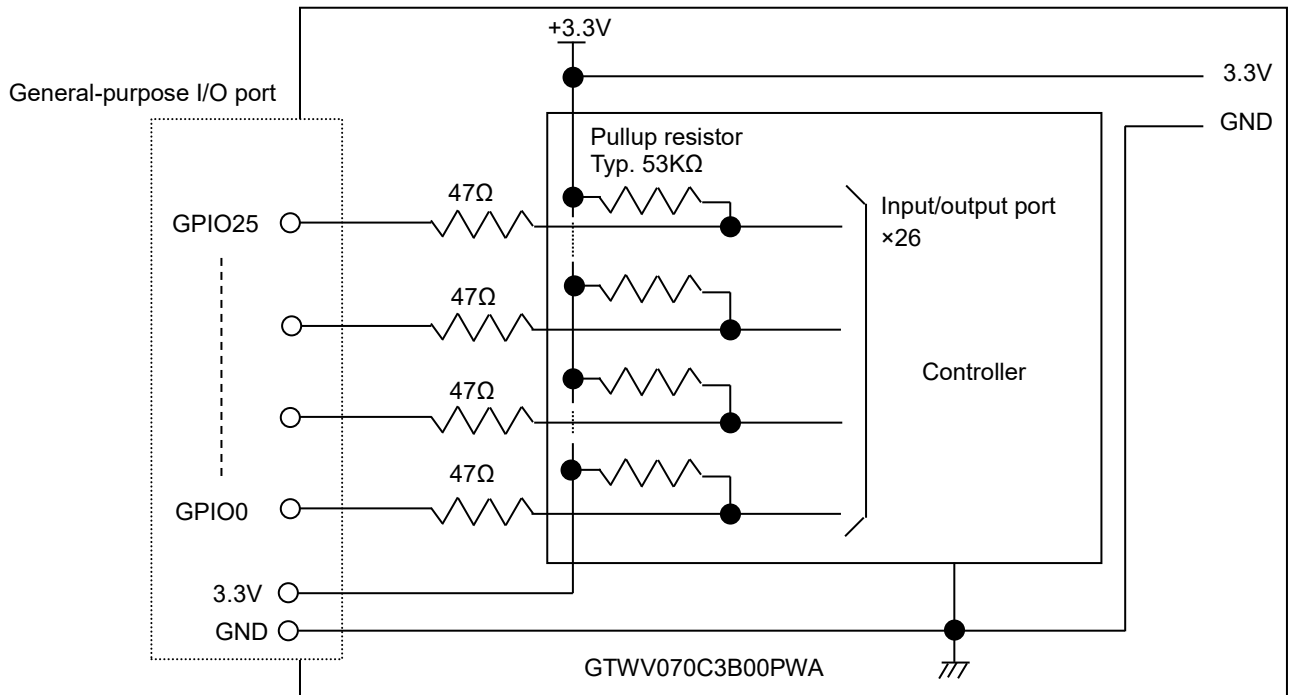 +3.3V
3.3V
General-purpose I/O port
GND
Pullup resistor
Typ. 53KΩ
47Ω
GPIO25
Input/output port
×26
47Ω
Controller
47Ω
47Ω
GPIO0
3.3V
GND
GTWV070C3B00PWA